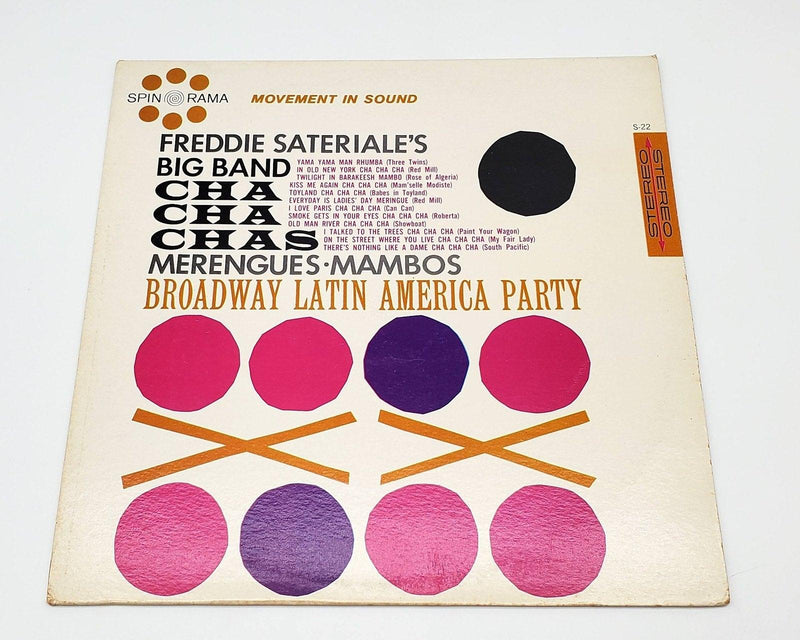 SPIN O RAMA
MOVEMENT IN SOUND
S-22
STEREO
STEREO
FREDDIE SATERIALE'S
BIG BAND
CHA
CHA
CHAS
YAMA YAMA MAN RHUMBA (Three Twins)
IN OLD NEW YORK CHA CHA CHA (Red Mill)
TWILIGHT IN BARAKEESH MAMBO (Rose of Algeria)
KISS ME AGAIN CHA CHA CHA (Mam'selle Modiste)
TOYLAND CHA CHA CHA (Babes in Toyland)
EVERYDAY IS LADIES' DAY MERINGUE (Red Mill)
I LOVE PARIS CHA CHA CHA (Can Can)
SMOKE GETS IN YOUR EYES CHA CHA CHA (Roberta)
OLD MAN RIVER CHA CHA CHA (Showboat)
I TALKED TO THE TREES CHA CHA CHA (Paint Your Wagon)
ON THE STREET WHERE YOU LIVE CHA CHA CHA (My Fair Lady)
THERE'S NOTHING LIKE A DAME CHA CHA CHA (South Pacific)
MERENGUES·MAMBOS
BROADWAY LATIN AMERICA PARTY